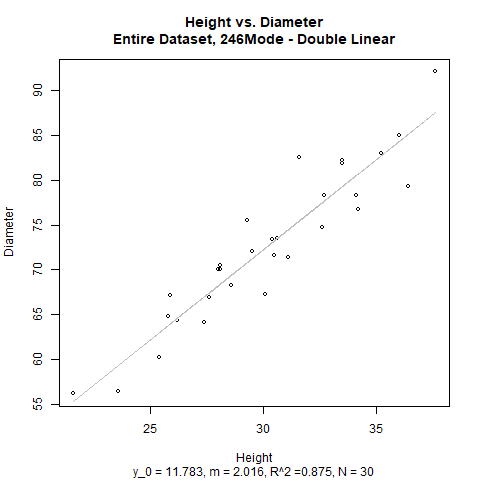 Height vs. Diameter
Entire Dataset, 246Mode - Double Linear
Diameter
90
85
80
75
70
65
60
55
25 30 35
Height
y_0 = 11.783, m = 2.016, R^2 =0.875, N = 30